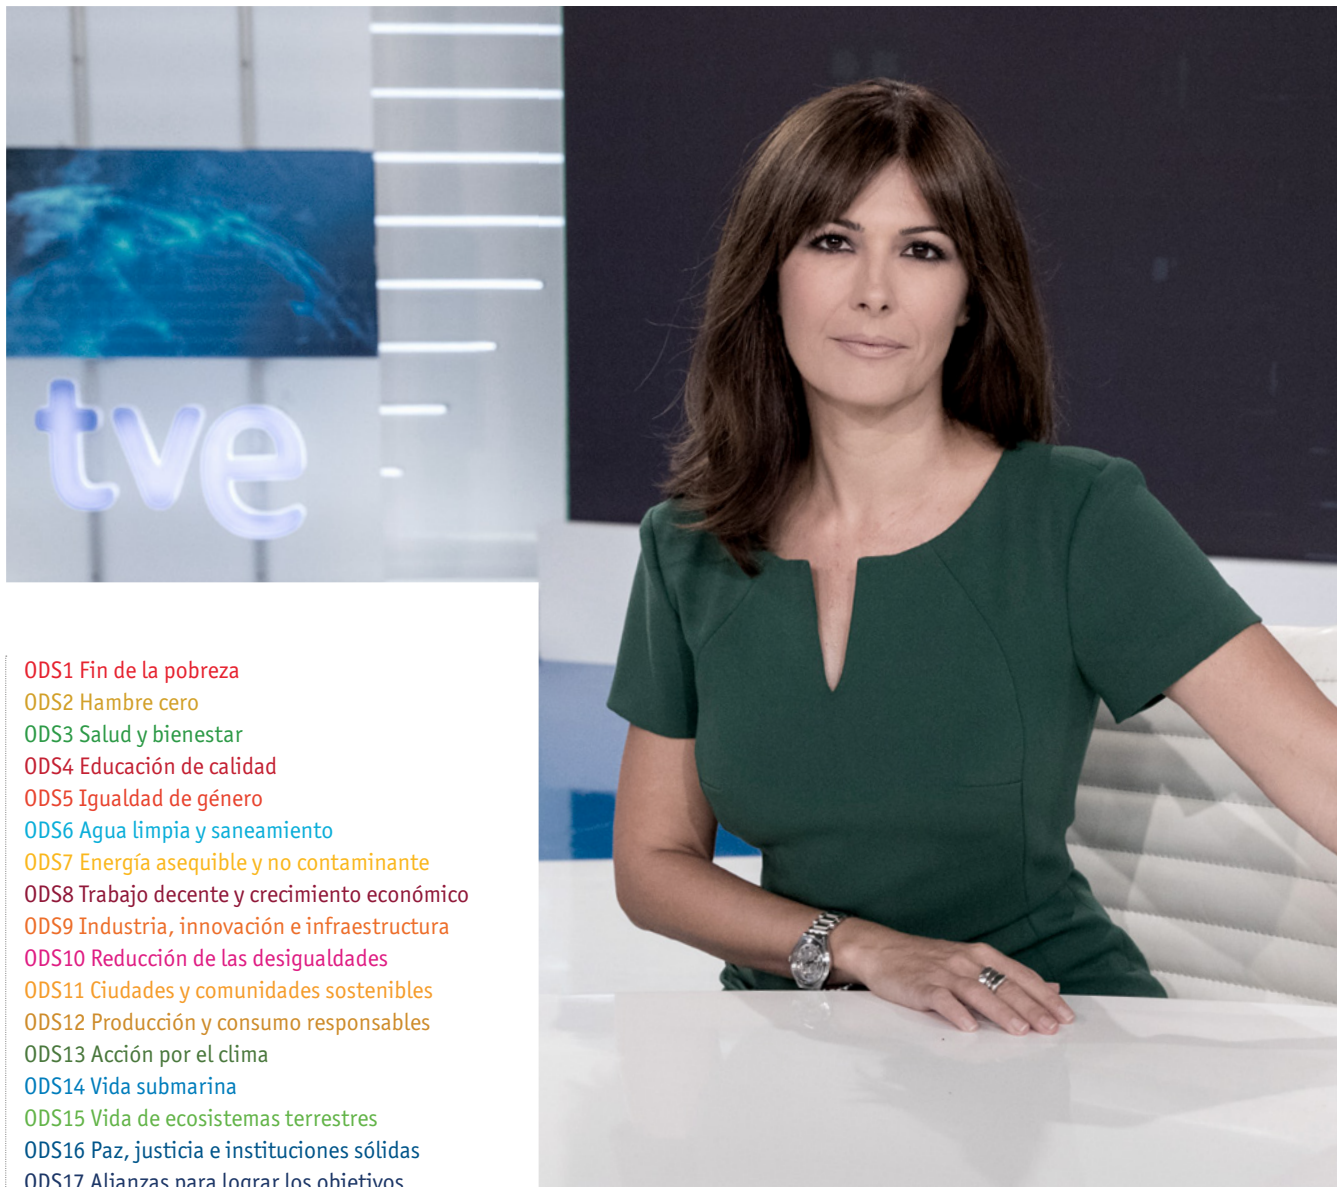 tve
ODS1 Fin de la pobreza
ODS2 Hambre cero
ODS3 Salud y bienestar
ODS4 Educación de calidad
ODS5 Igualdad de género
ODS6 Agua limpia y saneamiento
ODS7 Energía asequible y no contaminante
ODS8 Trabajo decente y crecimiento económico
ODS9 Industria, innovación e infraestructura
ODS10 Reducción de las desigualdades
ODS11 Ciudades y comunidades sostenibles
ODS12 Producción y consumo responsables
ODS13 Acción por el clima
ODS14 Vida submarina
ODS15 Vida de ecosistemas terrestres
ODS16 Paz, justicia e instituciones sólidas
ODS17 Alianzas para lograr los objetivos